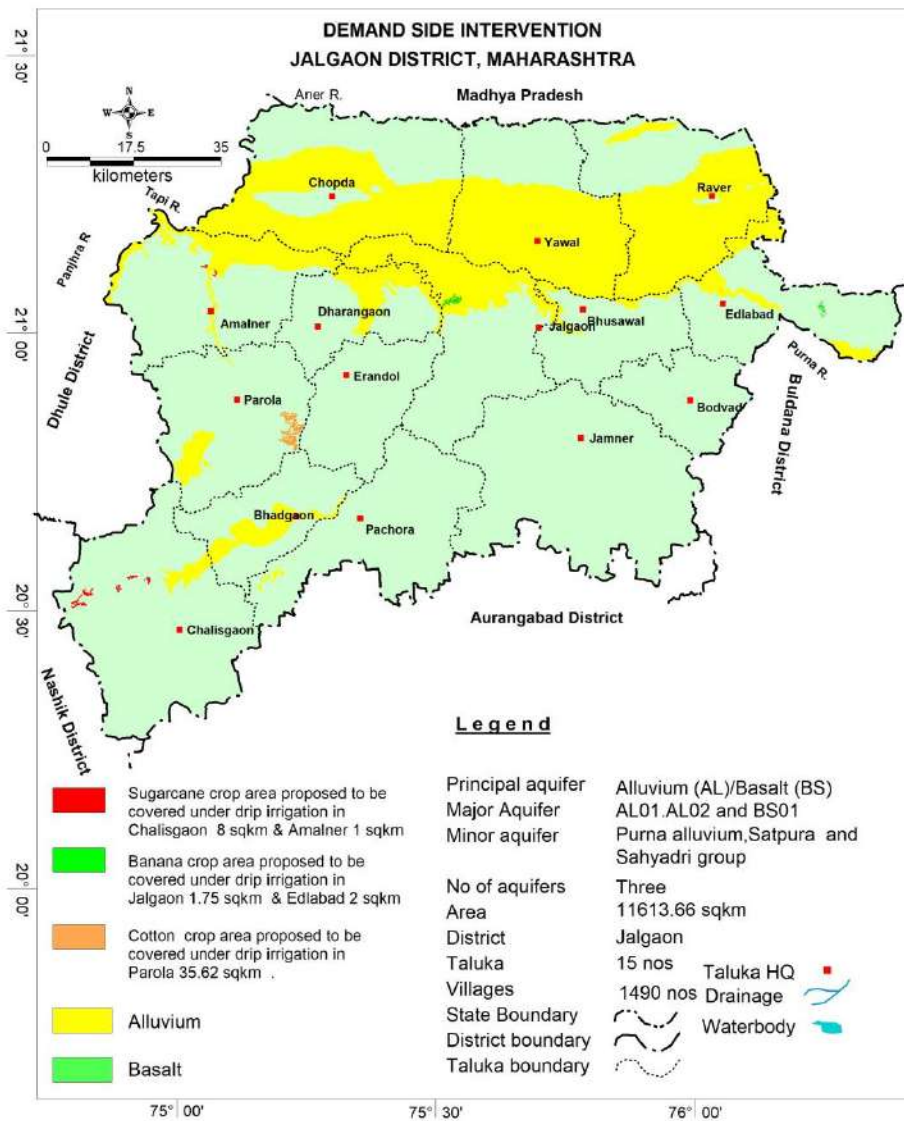 DEMAND SIDE INTERVENTION
JALGAON DISTRICT, MAHARASHTRA
21° 30'
Aner R.
Madhya Pradesh
N
W E
S
0 17.5 35
kilometers
Chopda
Raver
Tapi R.
Yawal
Panjhra R
Amalner
Dharangaon
Jalgaon
Bhusawal
Edlabad
21° 00'
Dhule District
Erandol
Parola
Bodvad
Purna R.
Buldana District
Jamner
Bhadgaon
Pachora
20° 30'
Chalisgaon
Aurangabad District
Nashik District
Legend
Sugarcane crop area proposed to be
covered under drip irrigation in
Chalisgaon 8 sqkm & Amalner 1 sqkm
Banana crop area proposed to be
covered under drip irrigation in
Jalgaon 1.75 sqkm & Edlabad 2 sqkm
Cotton crop area proposed to be
covered under drip irrigation in
Parola 35.62 sqkm .
Alluvium
Basalt
Principal aquifer Alluvium (AL)/Basalt (BS)
Major Aquifer AL01.AL02 and BS01
Minor aquifer Purna alluvium,Satpura and
Sahyadri group
No of aquifers Three
Area 11613.66 sqkm
District Jalgaon
Taluka 15 nos
Villages 1490 nos
State Boundary
District boundary
Taluka boundary
Taluka HQ
Drainage
Waterbody
20° 00'
75° 00' 75° 30' 76° 00'